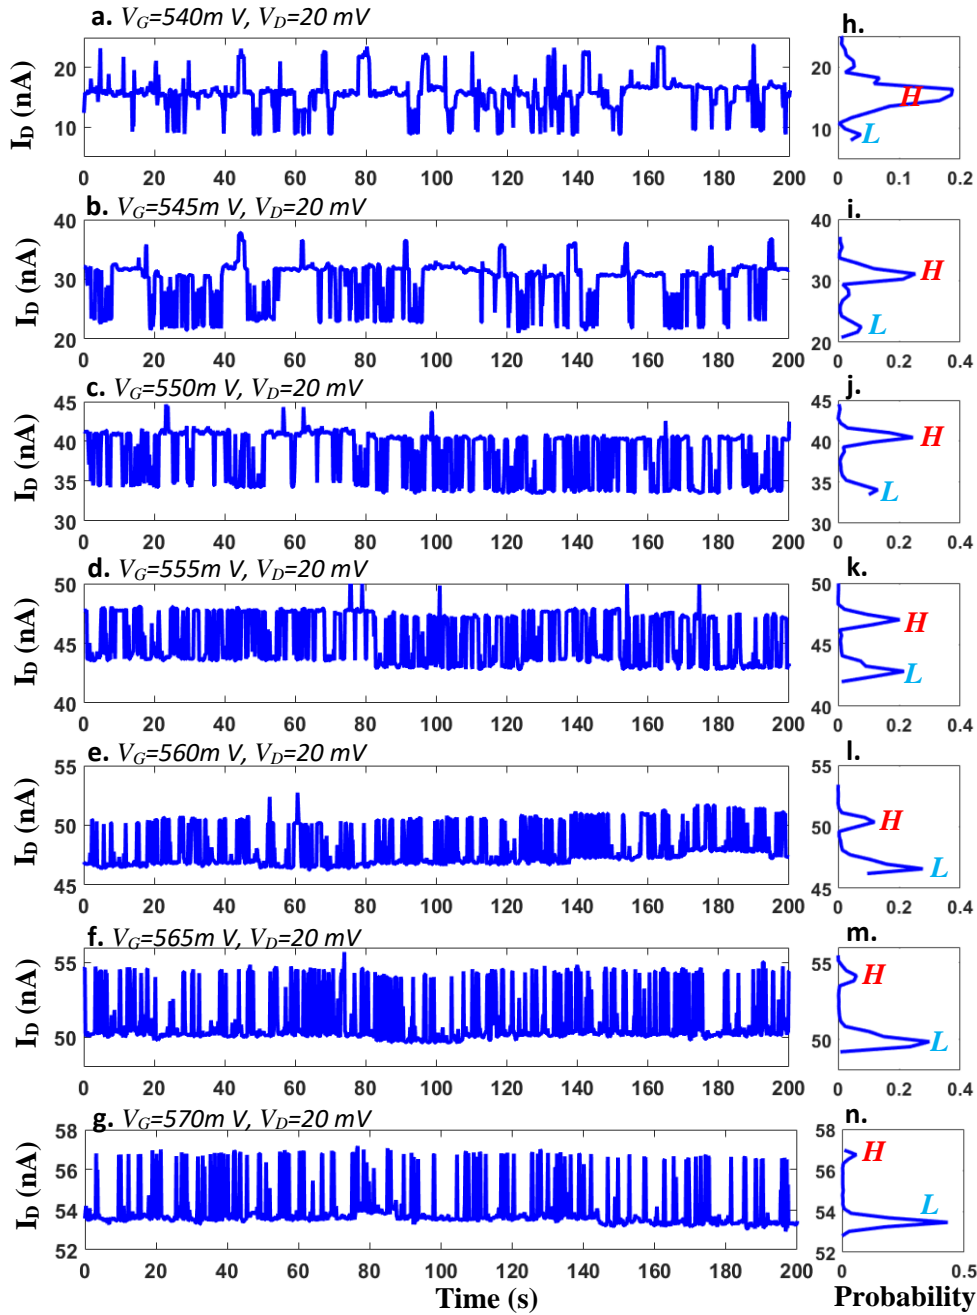 a. V_G=540m V, V_D=20 mV
h.
I_D (nA)
20
10
0 20 40 60 80 100 120 140 160 180 200
20
10
H
L
0 0.1 0.2
b. V_G=545m V, V_D=20 mV
i.
I_D (nA)
40
30
20
0 20 40 60 80 100 120 140 160 180 200
40
30
20
H
L
0 0.2 0.4
c. V_G=550m V, V_D=20 mV
j.
I_D (nA)
45
40
35
30
0 20 40 60 80 100 120 140 160 180 200
45
40
35
30
H
L
0 0.2 0.4
d. V_G=555m V, V_D=20 mV
k.
I_D (nA)
50
45
40
0 20 40 60 80 100 120 140 160 180 200
50
45
40
H
L
0 0.2 0.4
e. V_G=560m V, V_D=20 mV
l.
I_D (nA)
55
50
45
0 20 40 60 80 100 120 140 160 180 200
55
50
45
H
L
0 0.2 0.4
f. V_G=565m V, V_D=20 mV
m.
I_D (nA)
55
50
0 20 40 60 80 100 120 140 160 180 200
55
50
H
L
0 0.2 0.4
g. V_G=570m V, V_D=20 mV
n.
I_D (nA)
58
56
54
52
0 20 40 60 80 100 120 140 160 180 200
58
56
54
52
H
L
0 0.5
Time (s)
Probability